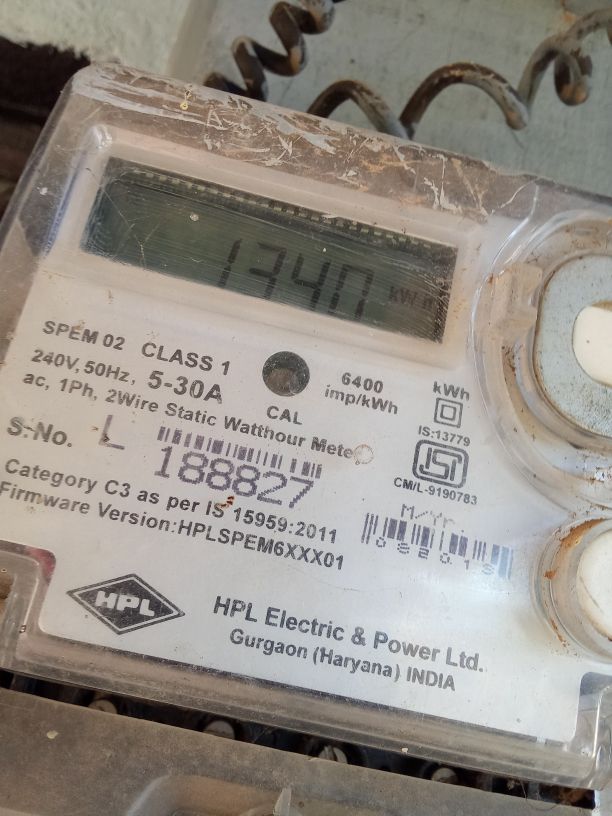 1340 kWh
SPEM 02 CLASS 1
240V, 50Hz, 5-30A
ac, 1Ph, 2Wire Static Watthour Meter
CAL
6400
imp/kWh
kWh
IS:13779
ISI
CM/L-9190783
S.No. L 188827
Category C3 as per IS 15959:2011
Firmware Version:HPLSPEM6XXX01
M/Yr.
HPL
HPL Electric & Power Ltd.
Gurgaon (Haryana) INDIA